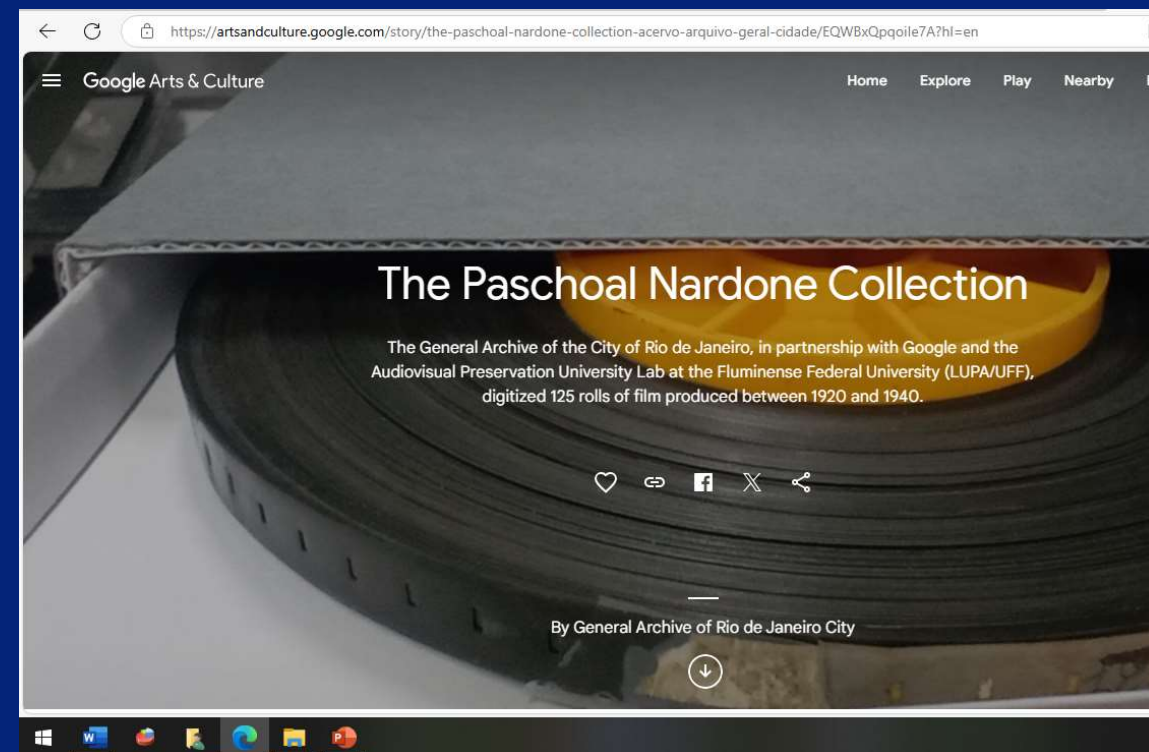 https://artsandculture.google.com/story/the-paschoal-nardone-collection-acervo-arquivo-geral-cidade/EQWBxQpqoile7A?hl=en
Google Arts & Culture Home Explore Play Nearby
The Paschoal Nardone Collection
The General Archive of the City of Rio de Janeiro, in partnership with Google and the
Audiovisual Preservation University Lab at the Fluminense Federal University (LUPA/UFF),
digitized 125 rolls of film produced between 1920 and 1940.
By General Archive of Rio de Janeiro City